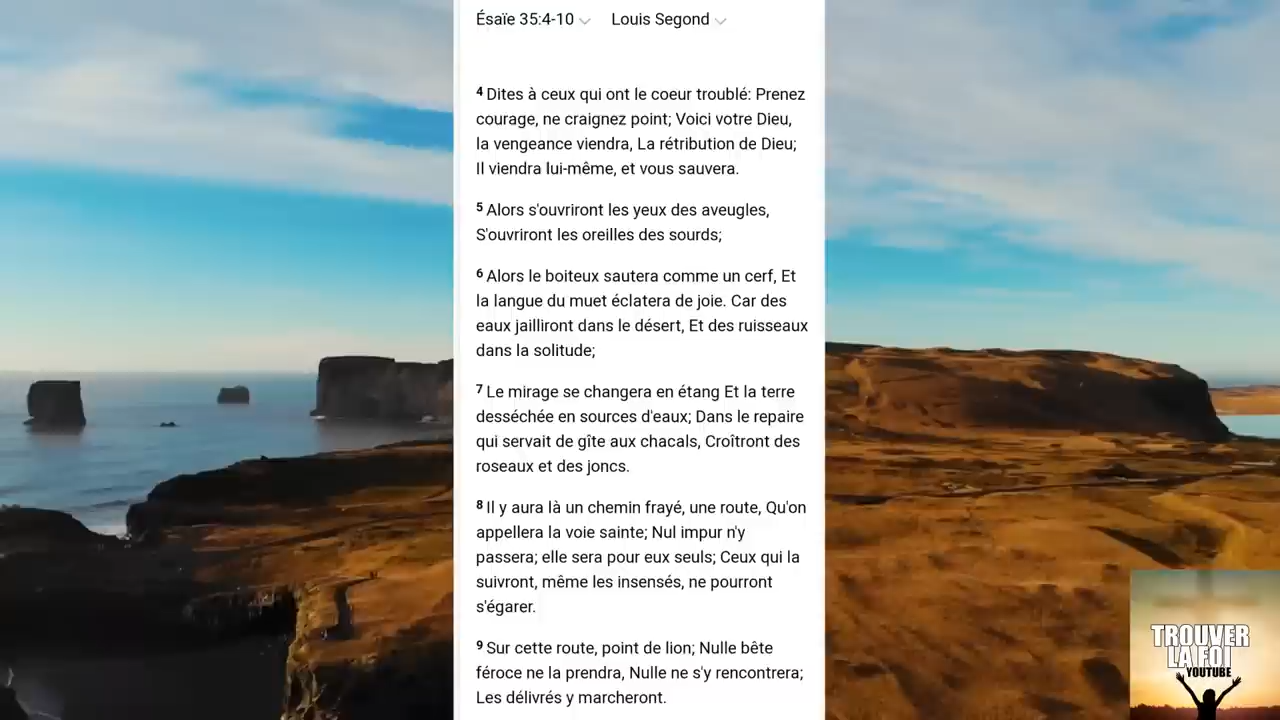 Ésaïe 35:4-10 Louis Segond
4 Dites à ceux qui ont le coeur troublé: Prenez
courage, ne craignez point; Voici votre Dieu,
la vengeance viendra, La rétribution de Dieu;
Il viendra lui-même, et vous sauvera.
5 Alors s'ouvriront les yeux des aveugles,
S'ouvriront les oreilles des sourds;
6 Alors le boiteux sautera comme un cerf, Et
la langue du muet éclatera de joie. Car des
eaux jailliront dans le désert, Et des ruisseaux
dans la solitude;
7 Le mirage se changera en étang Et la terre
desséchée en sources d'eaux; Dans le repaire
qui servait de gîte aux chacals, Croîtront des
roseaux et des joncs.
8 Il y aura là un chemin frayé, une route, Qu'on
appellera la voie sainte; Nul impur n'y
passera; elle sera pour eux seuls; Ceux qui la
suivront, même les insensés, ne pourront
s'égarer.
9 Sur cette route, point de lion; Nulle bête
féroce ne la prendra, Nulle ne s'y rencontrera;
Les délivrés y marcheront.
TROUVER
LA FOI
YOUTUBE